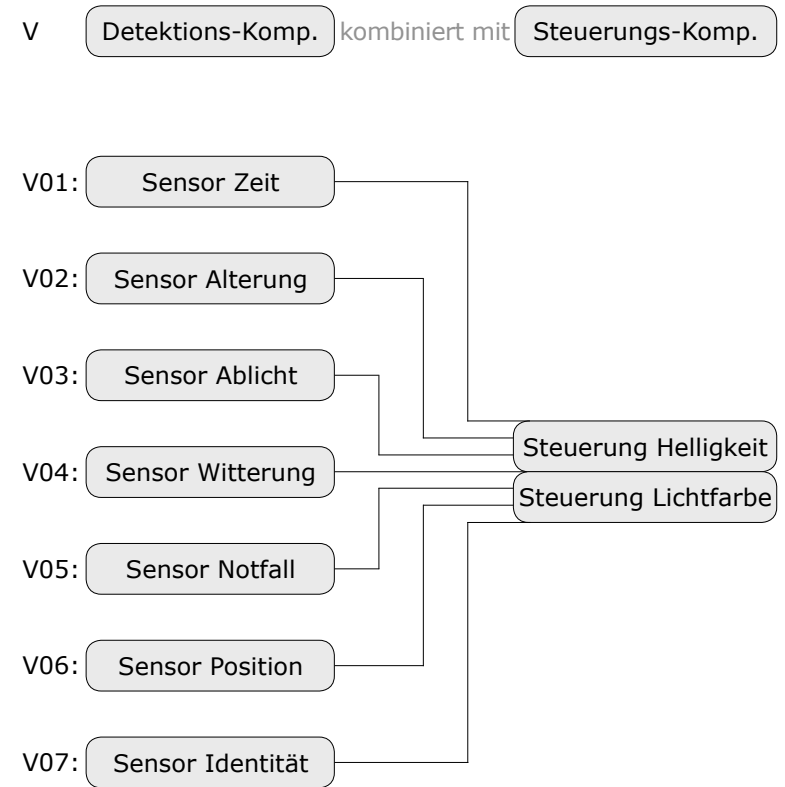 V Detektions-Komp. kombiniert mit Steuerungs-Komp.
V01: Sensor Zeit
V02: Sensor Alterung
V03: Sensor Ablicht
Steuerung Helligkeit
V04: Sensor Witterung
Steuerung Lichtfarbe
V05: Sensor Notfall
V06: Sensor Position
V07: Sensor Identität